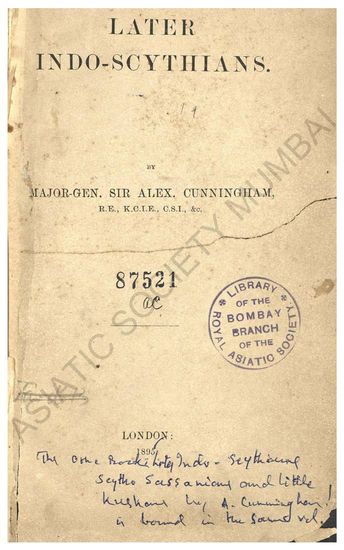 LATER
INDO-SCYTHIANS.
BY
MAJOR-GEN. SIR ALEX. CUNNINGHAM,
R.E., K.C.I.E., C.S.I., &c.
87521
LIBRARY
OF THE
BOMBAY
BRANCH
OF THE
ROYAL ASIATIC SOCIETY
ASIATIC SOCIETY MUMBAI
LONDON:
The one Book Indo-Scythians
Scytho Sassanians and little
Kushans by A. Cunningham
is bound in the same vol.